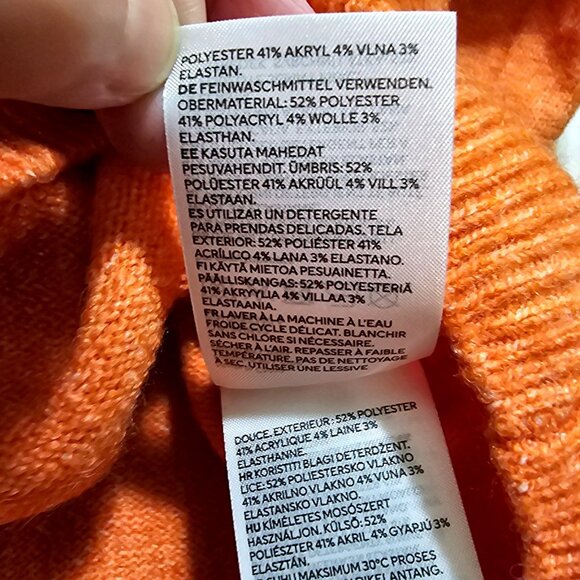 POLYESTER 41% AKRYL 4% VLNA 3%
ELASTAN.
DE FEINWASCHMITTEL VERWENDEN.
OBERMATERIAL: 52% POLYESTER
41% POLYACRYL 4% WOLLE 3%
ELASTHAN.
EE KASUTA MAHEDAT
PESUVAHENDIT. ÜMBRIS: 52%
POLÜESTER 41% AKRÜÜL 4% VILL 3%
ELASTAAN.
ES UTILIZAR UN DETERGENTE
PARA PRENDAS DELICADAS. TELA
EXTERIOR: 52% POLIÉSTER 41%
ACRÍLICO 4% LANA 3% ELASTANO.
FI KÄYTÄ MIETOA PESUAINETTA.
PÄÄLLISKANGAS: 52% POLYESTERIÄ
41% AKRYYLIA 4% VILLAA 3%
ELASTAANIA.
FR LAVER À LA MACHINE À L'EAU
FROIDE CYCLE DÉLICAT. BLANCHIR
SANS CHLORE SI NÉCESSAIRE.
SÉCHER À L'AIR. REPASSER À FAIBLE
TEMPÉRATURE. PAS DE NETTOYAGE
À SEC. UTILISER UNE LESSIVE
DOUCE. EXTERIEUR: 52% POLYESTER
41% ACRYLIQUE 4% LAINE 3%
ELASTHANNE.
HR KORISTITI BLAGI DETERDŽENT.
LICE: 52% POLIESTERSKO VLAKNO
41% AKRILNO VLAKNO 4% VUNA 3%
ELASTANSKO VLAKNO.
HU KÍMÉLETES MOSÓSZERT
HASZNÁLJON. KÜLSŐ: 52%
POLIÉSZTER 41% AKRIL 4% GYAPJÚ 3%
ELASZTÁN.
SUHU MAKSIMUM 30°C PROSES